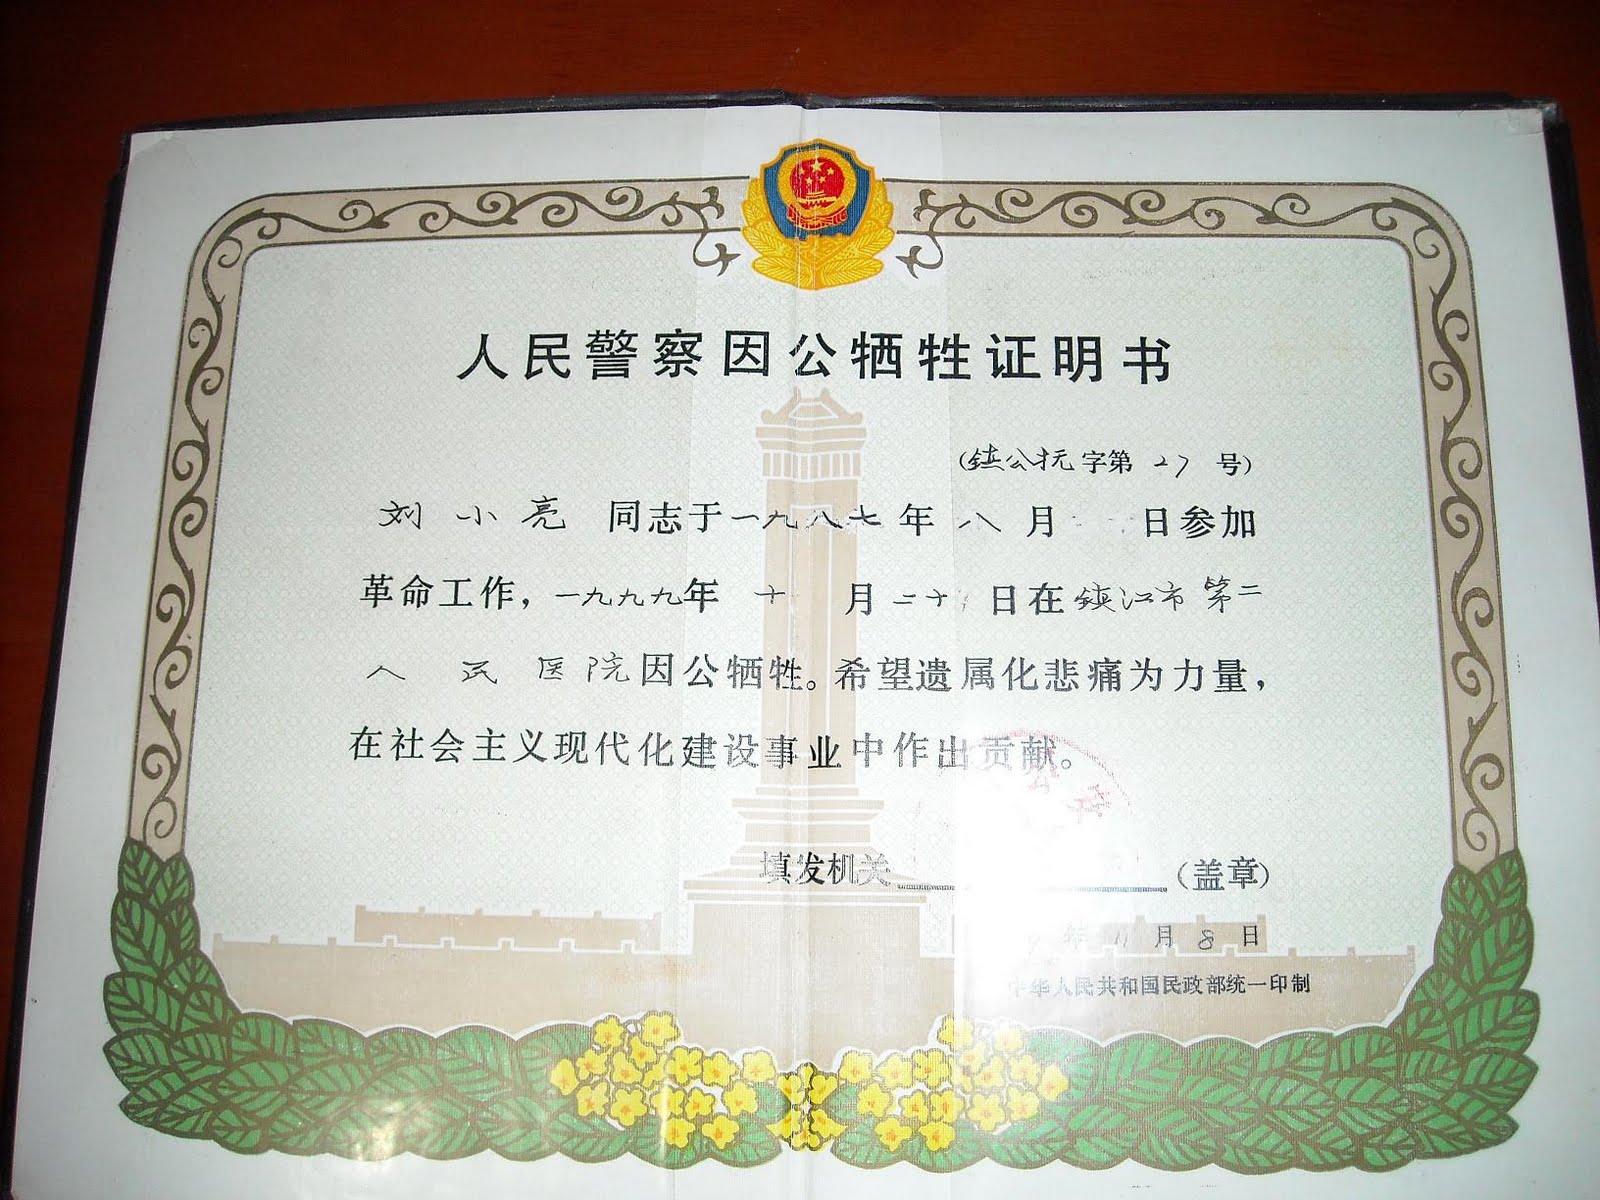 人民警察因公牺牲证明书
(镇公抚字第 27 号)
刘小亮 同志于一九八七年八月 日参加
革命工作，一九九九年十月二十 日在镇江市第二
人民医院因公牺牲。希望遗属化悲痛为力量，
在社会主义现代化建设事业中作出贡献。
填发机关 (盖章)
年 11 月 8 日
中华人民共和国民政部统一印制